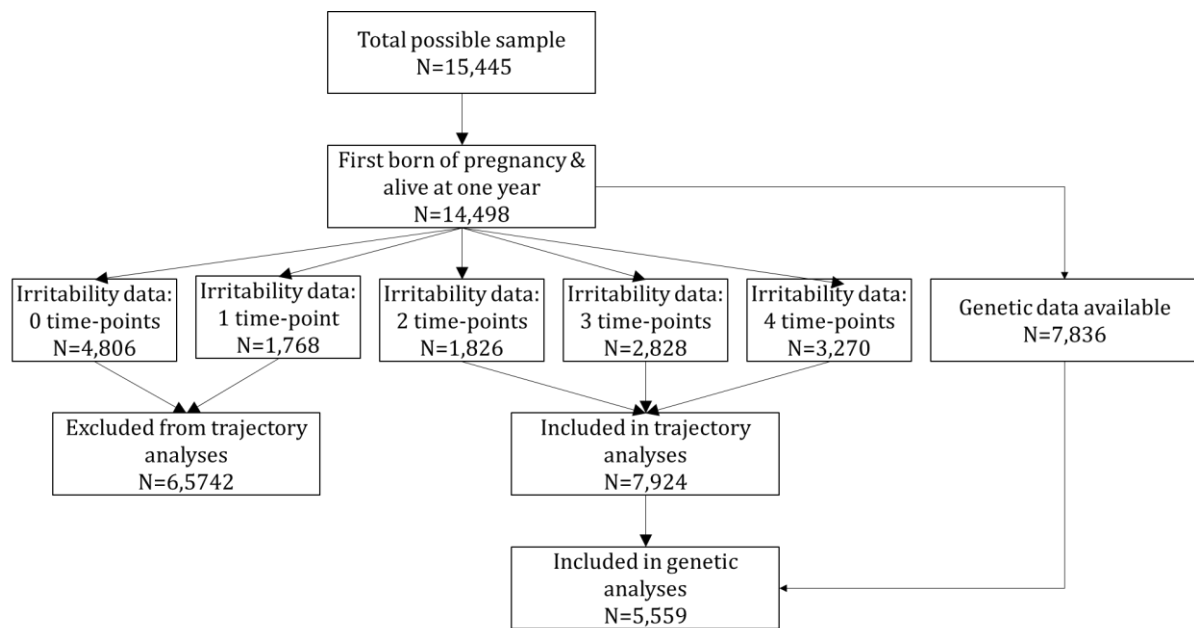 Total possible sample
N=15,445
First born of pregnancy &
alive at one year
N=14,498
Irritability data:
0 time-points
N=4,806
Irritability data:
1 time-point
N=1,768
Irritability data:
2 time-points
N=1,826
Irritability data:
3 time-points
N=2,828
Irritability data:
4 time-points
N=3,270
Genetic data available
N=7,836
Excluded from trajectory
analyses
N=6,5742
Included in trajectory
analyses
N=7,924
Included in genetic
analyses
N=5,559